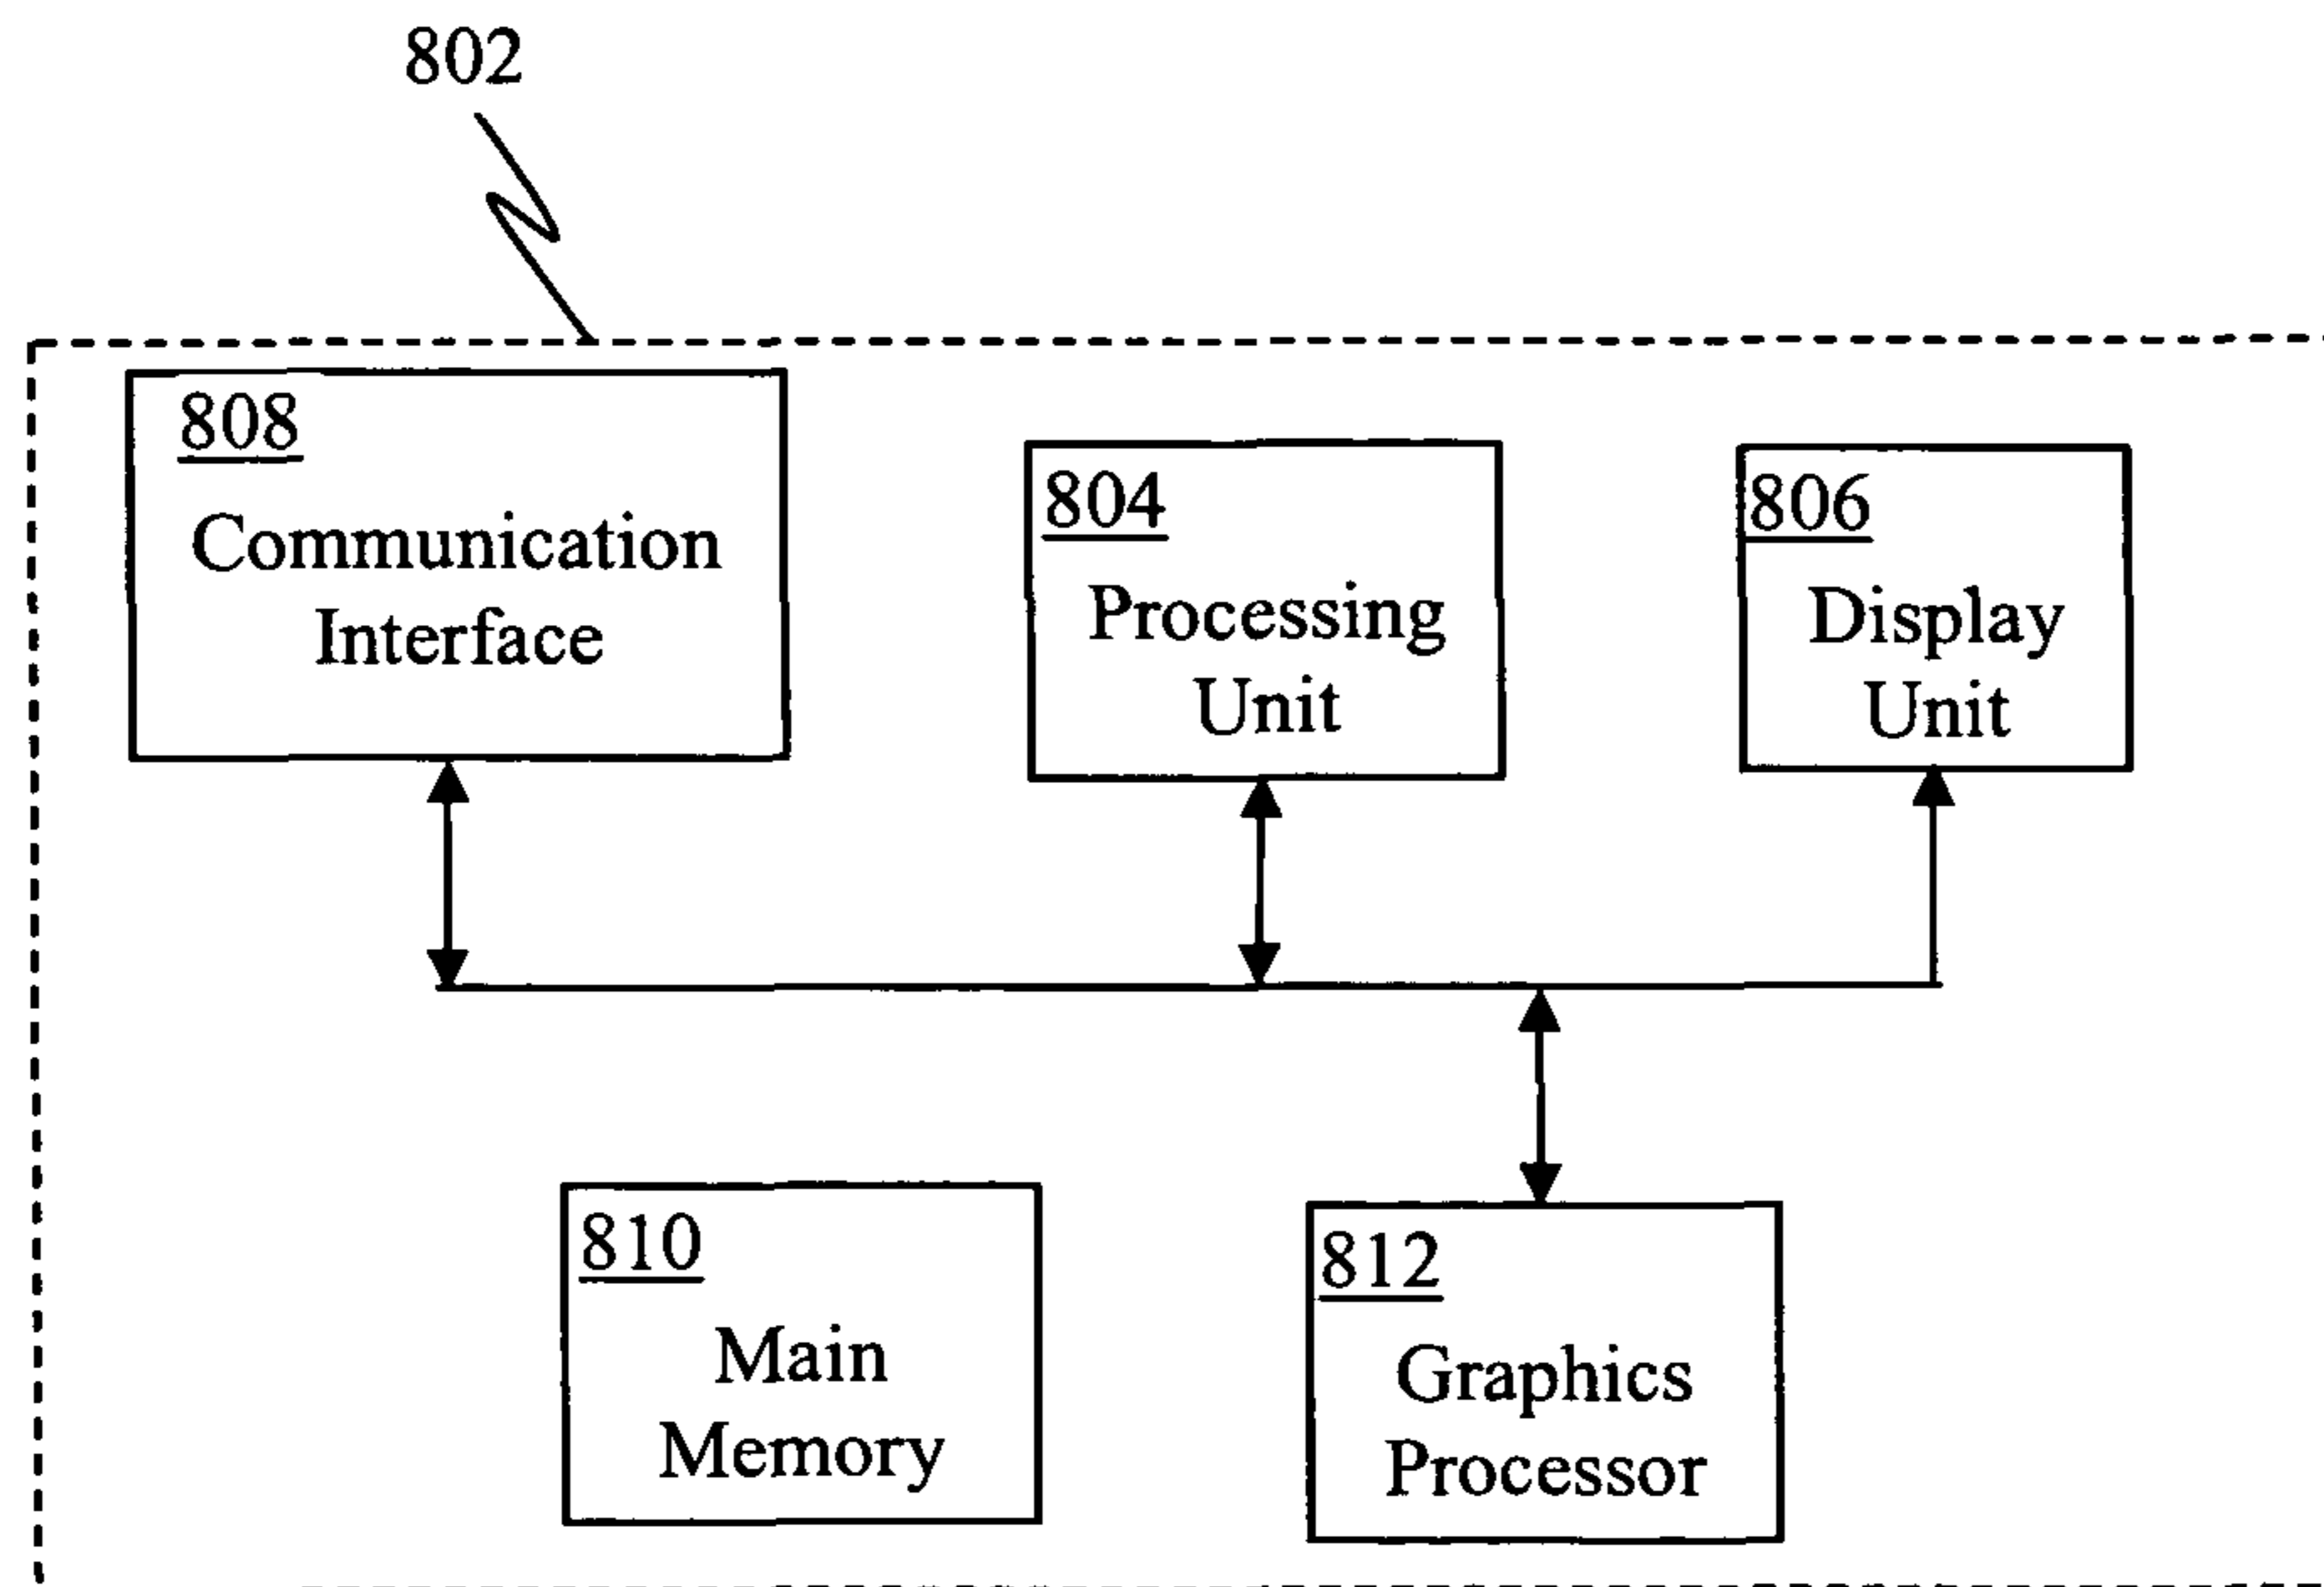 802
808
Communication
Interface
804
Processing
Unit
806
Display
Unit
810
Main
Memory
812
Graphics
Processor